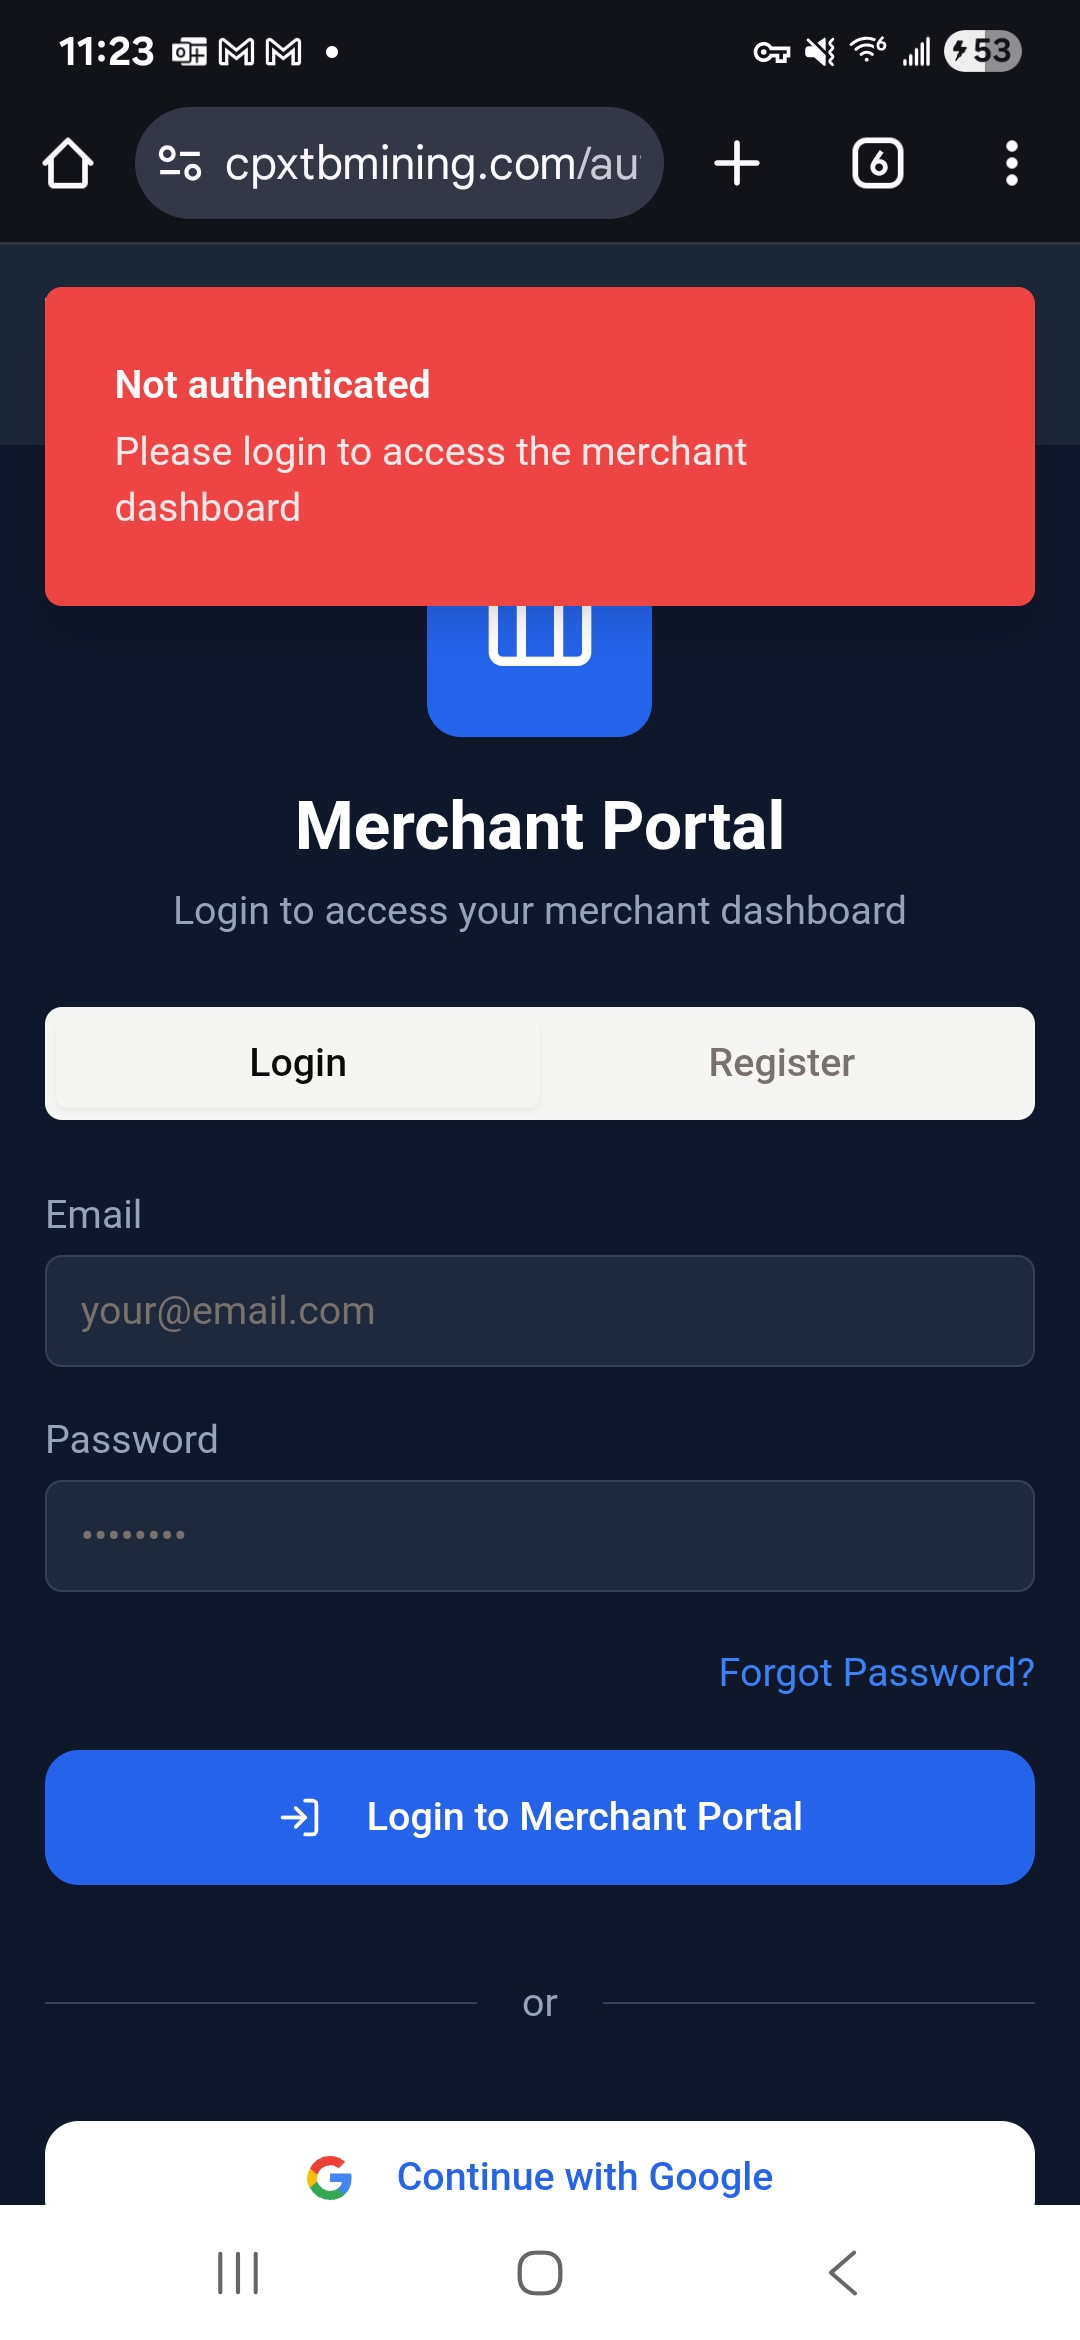 11:23
53
cpxtbmining.com/au
6
Not authenticated
Please login to access the merchant
dashboard
Merchant Portal
Login to access your merchant dashboard
Login
Register
Email
your@email.com
Password
••••••••
Forgot Password?
Login to Merchant Portal
or
Continue with Google